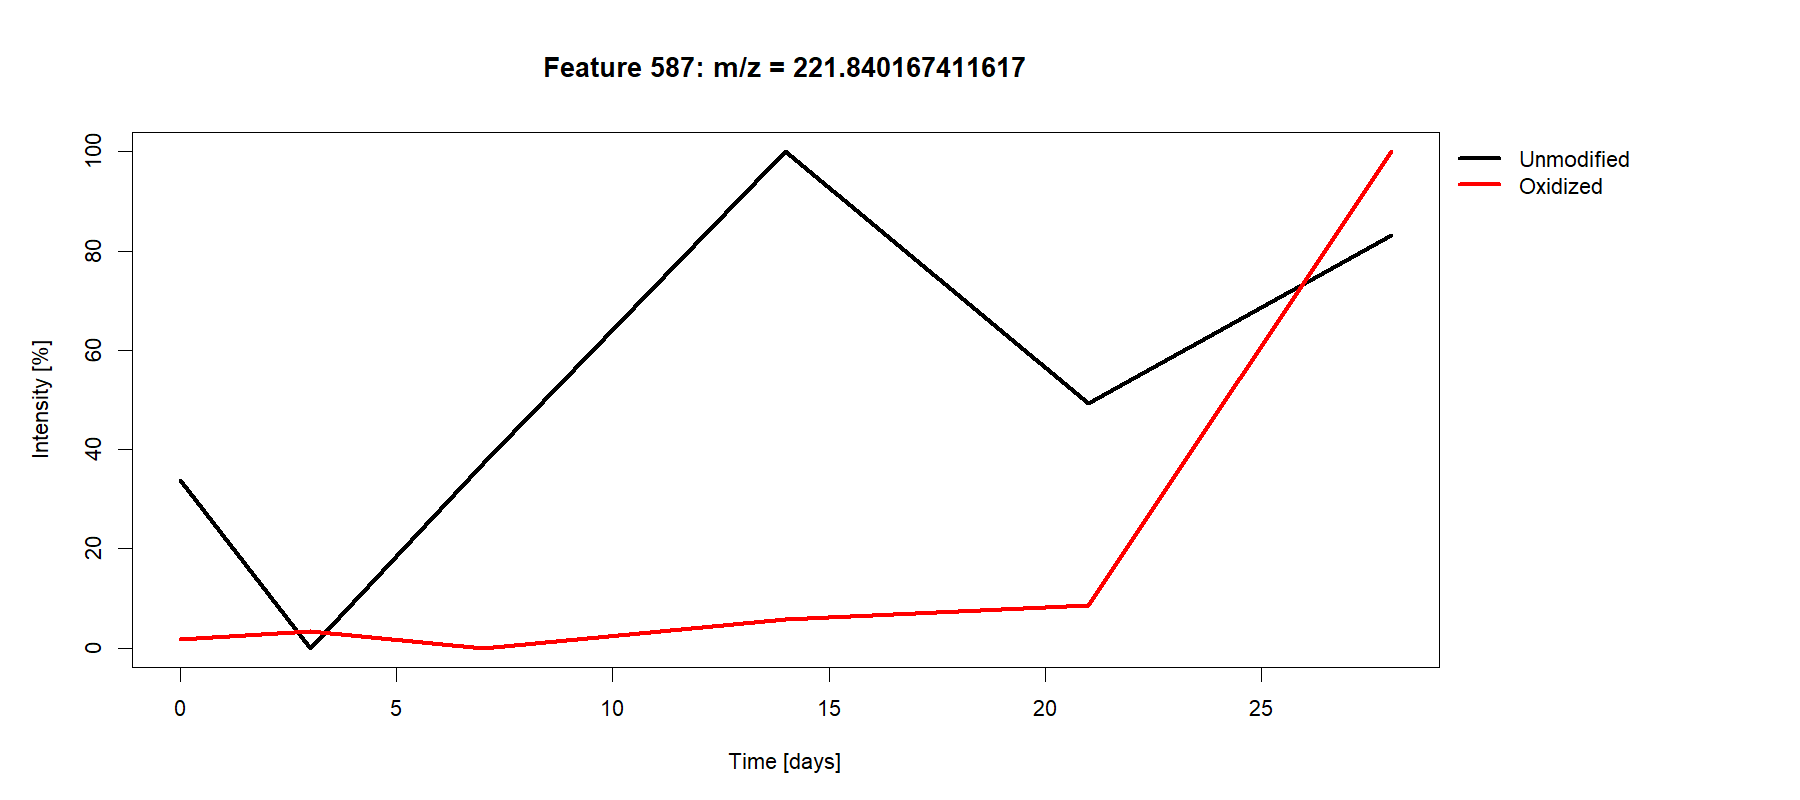 Feature 587: m/z = 221.840167411617
Unmodified
Oxidized
Intensity [%]
100
80
60
40
20
0
0 5 10 15 20 25
Time [days]